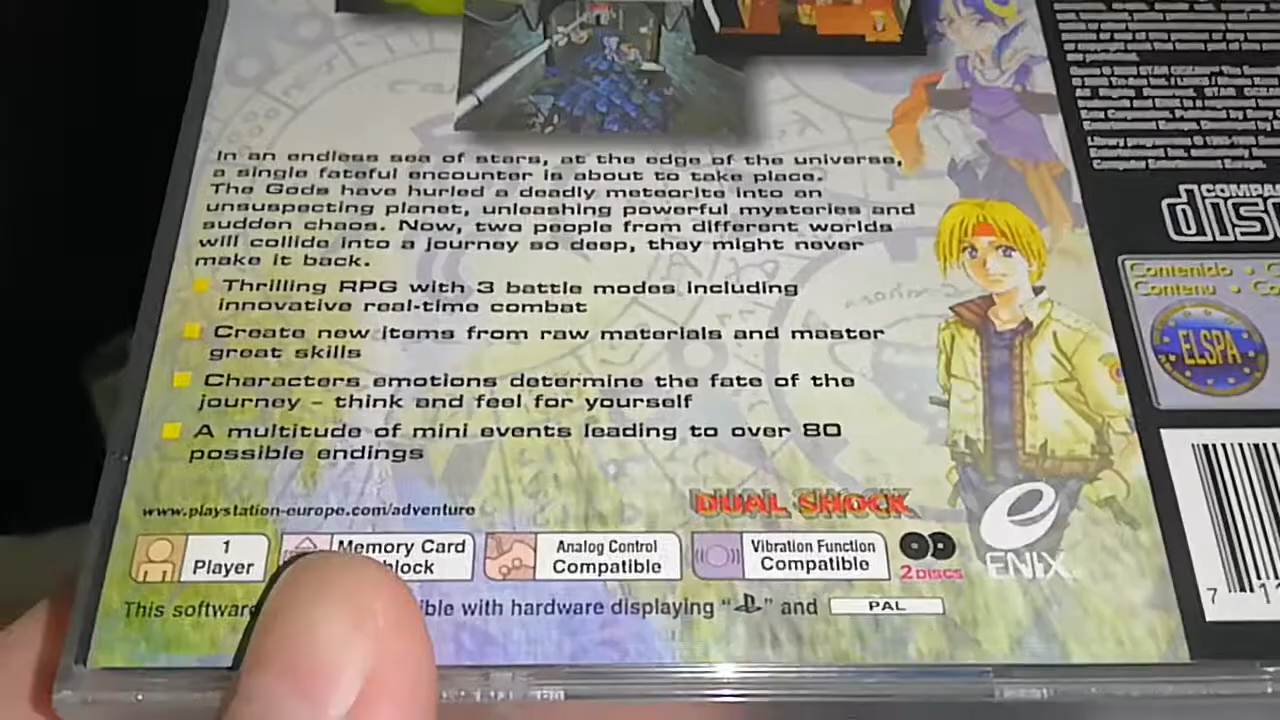 In an endless sea of stars, at the edge of the universe,
a single fateful encounter is about to take place.
The Gods have hurled a deadly meteorite into an
unsuspecting planet, unleashing powerful mysteries and
sudden chaos. Now, two people from different worlds
will collide into a journey so deep, they might never
make it back.
Thrilling RPG with 3 battle modes including
innovative real-time combat
Create new items from raw materials and master
great skills
Characters emotions determine the fate of the
journey – think and feel for yourself
A multitude of mini events leading to over 80
possible endings
www.playstation-europe.com/adventure
DUAL SHOCK
1
Player
Memory Card
block
Analog Control
Compatible
Vibration Function
Compatible
2 DISCS
ENIX
This software
ible with hardware displaying " " and PAL
COMPA
disc
Contenido •
Contenu •
ELSPA
7